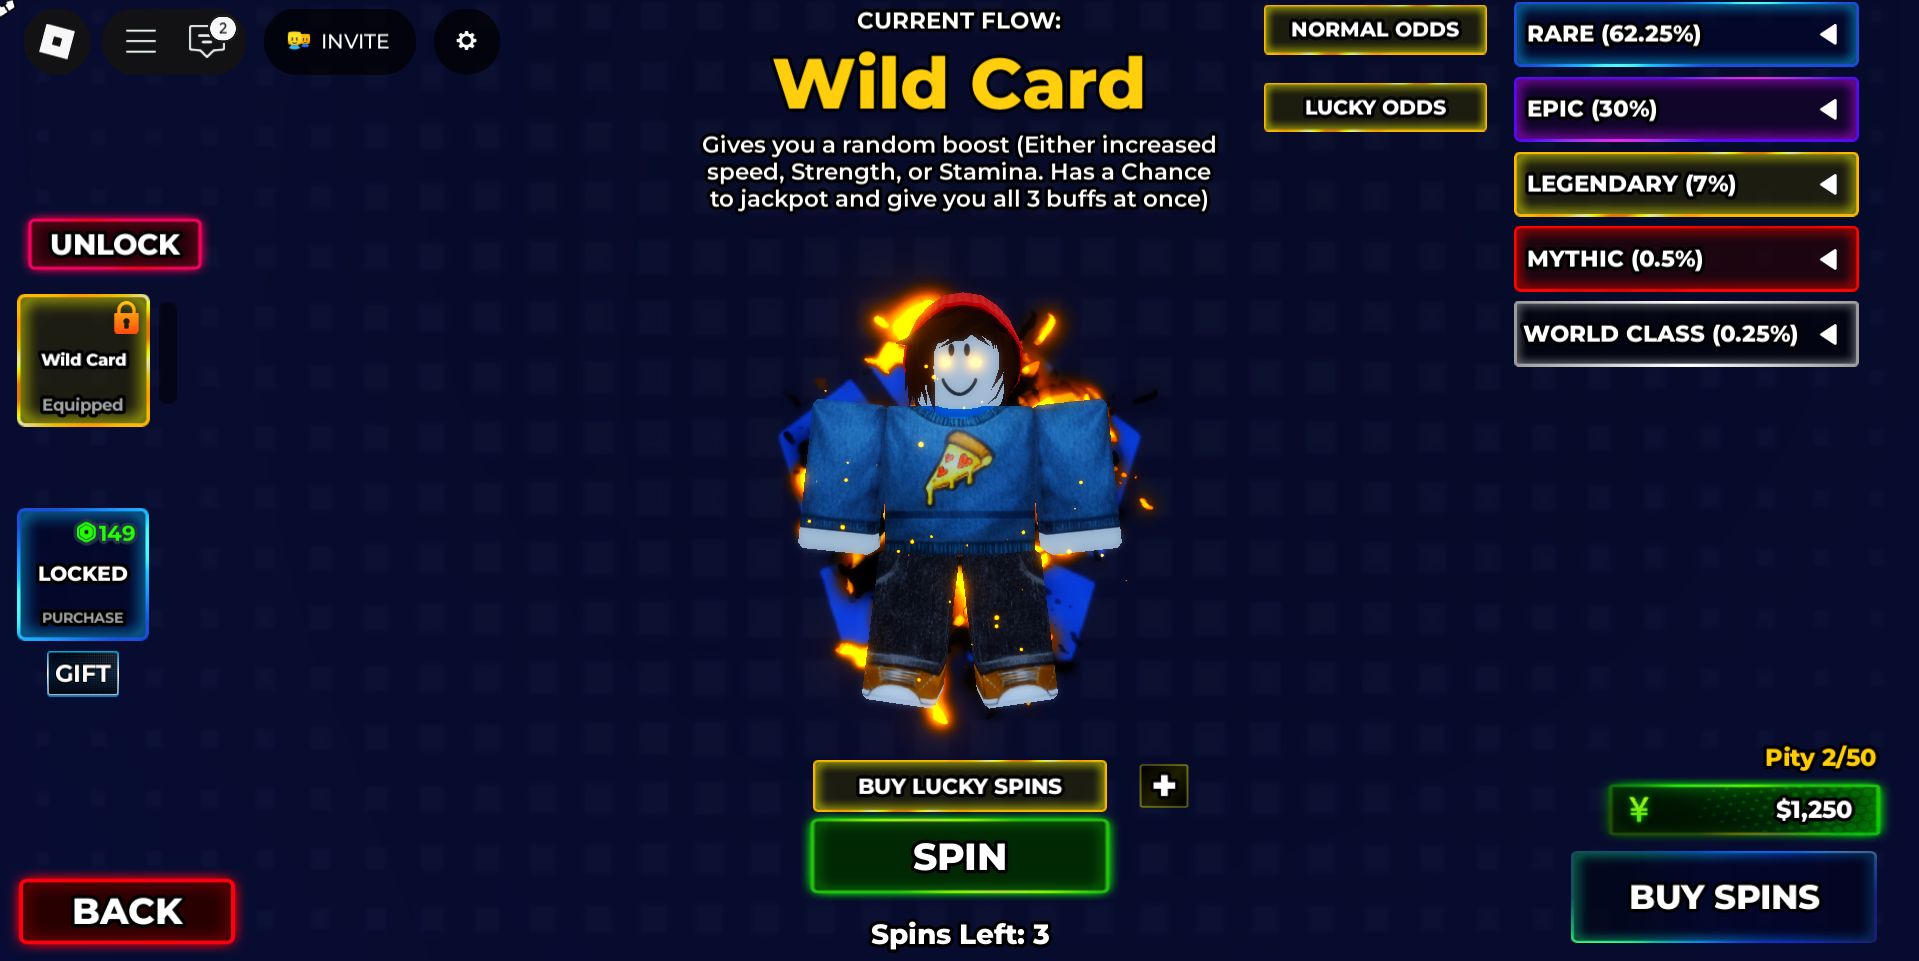 2
INVITE
CURRENT FLOW:
Wild Card
Gives you a random boost (Either increased
speed, Strength, or Stamina. Has a Chance
to jackpot and give you all 3 buffs at once)
NORMAL ODDS
LUCKY ODDS
RARE (62.25%)
EPIC (30%)
LEGENDARY (7%)
MYTHIC (0.5%)
WORLD CLASS (0.25%)
UNLOCK
Wild Card
Equipped
149
LOCKED
PURCHASE
GIFT
BACK
BUY LUCKY SPINS
+
SPIN
Spins Left: 3
Pity 2/50
¥ $1,250
BUY SPINS